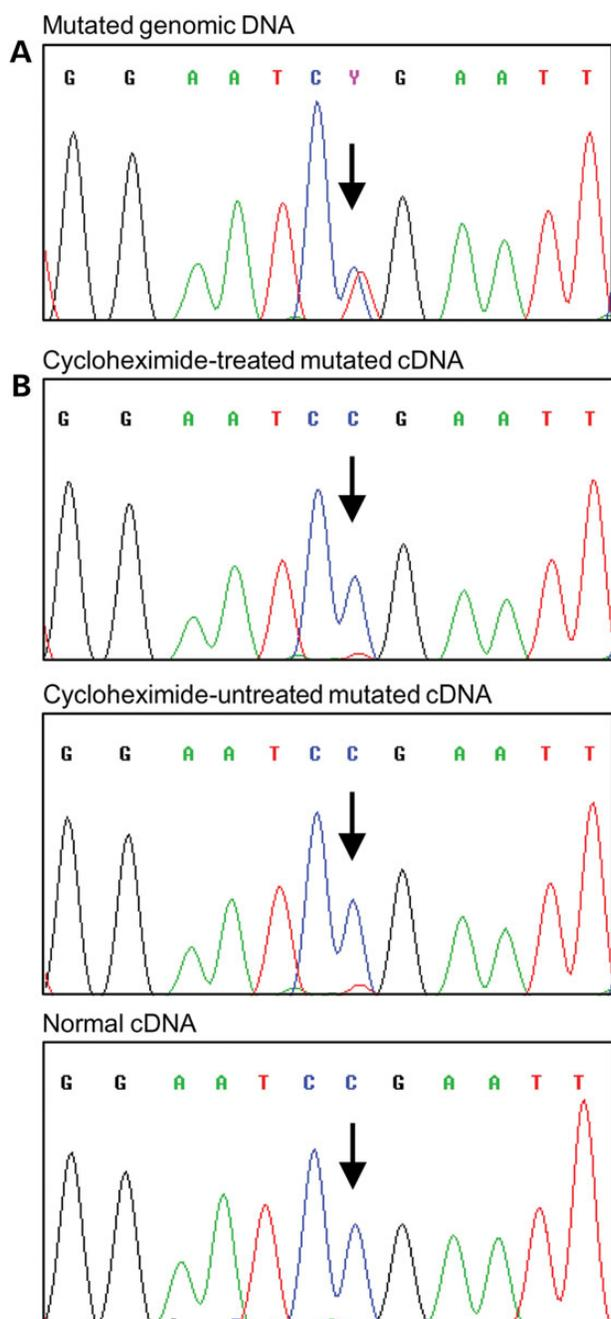 Mutated genomic DNA
A
G G A A T C Y G A A T T
Cycloheximide-treated mutated cDNA
B
G G A A T C C G A A T T
Cycloheximide-untreated mutated cDNA
G G A A T C C G A A T T
Normal cDNA
G G A A T C C G A A T T